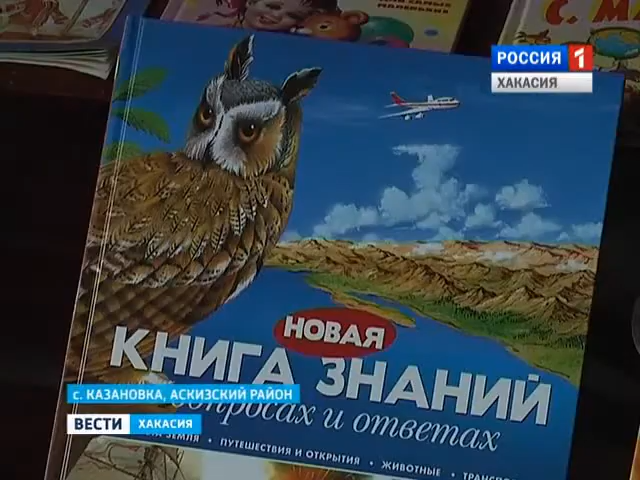 С. М
РОССИЯ 1
ХАКАСИЯ
НОВАЯ
КНИГА ЗНАНИЙ
вопросах и ответах
ЗЕМЛЯ • ПУТЕШЕСТВИЯ И ОТКРЫТИЯ • ЖИВОТНЫЕ •
с. КАЗАНОВКА, АСКИЗСКИЙ РАЙОН
ВЕСТИ ХАКАСИЯ